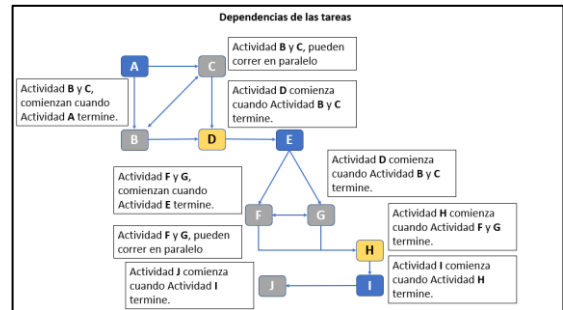 Dependencias de las tareas
A
C
Actividad B y C, pueden
correr en paralelo
Actividad B y C,
comienzan cuando
Actividad A termine.
Actividad D comienza
cuando Actividad B y C
termine.
B
D
E
Actividad D comienza
cuando Actividad B y C
termine.
Actividad F y G,
comienzan cuando
Actividad E termine.
F
G
Actividad H comienza
cuando Actividad F y G
termine.
Actividad F y G, pueden
correr en paralelo
H
Actividad J comienza
cuando Actividad I
termine.
J
I
Actividad I comienza
cuando Actividad H
termine.